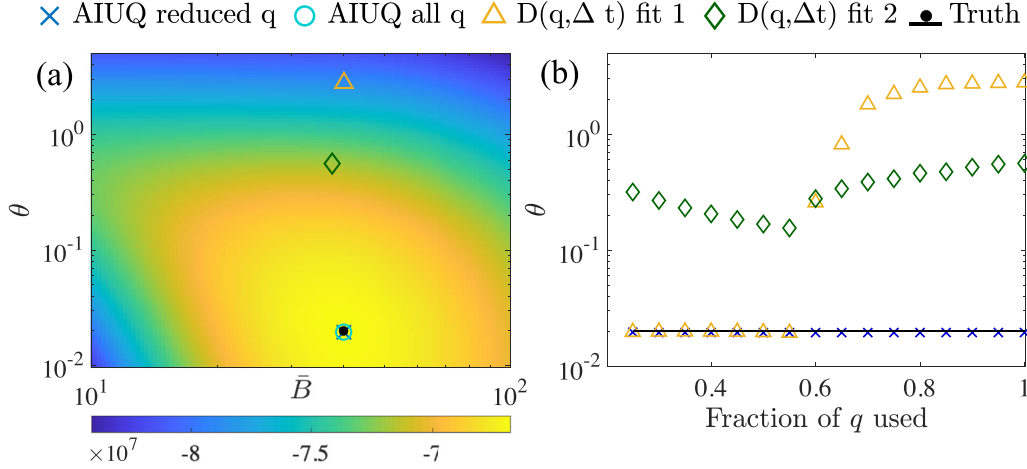 AIUQ reduced q AIUQ all q D(q,Δ t) fit 1 D(q,Δt) fit 2 Truth
(a) (b)
10^0 10^0
θ θ
10^-1 10^-1
10^-2 10^-2
10^1 B̄ 10^2 0.4 0.6 0.8 1
Fraction of q used
×10^7 -8 -7.5 -7